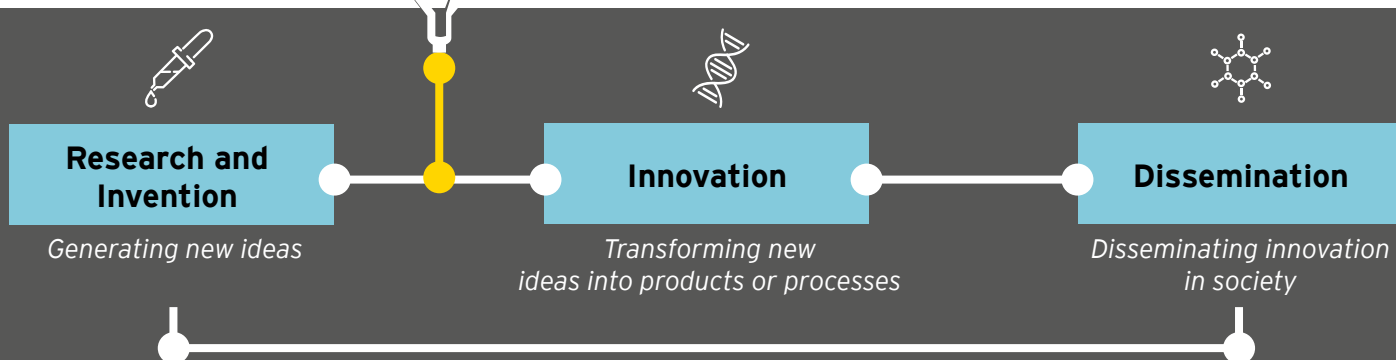 Research and
Invention
Generating new ideas
Innovation
Transforming new
ideas into products or processes
Dissemination
Disseminating innovation
in society